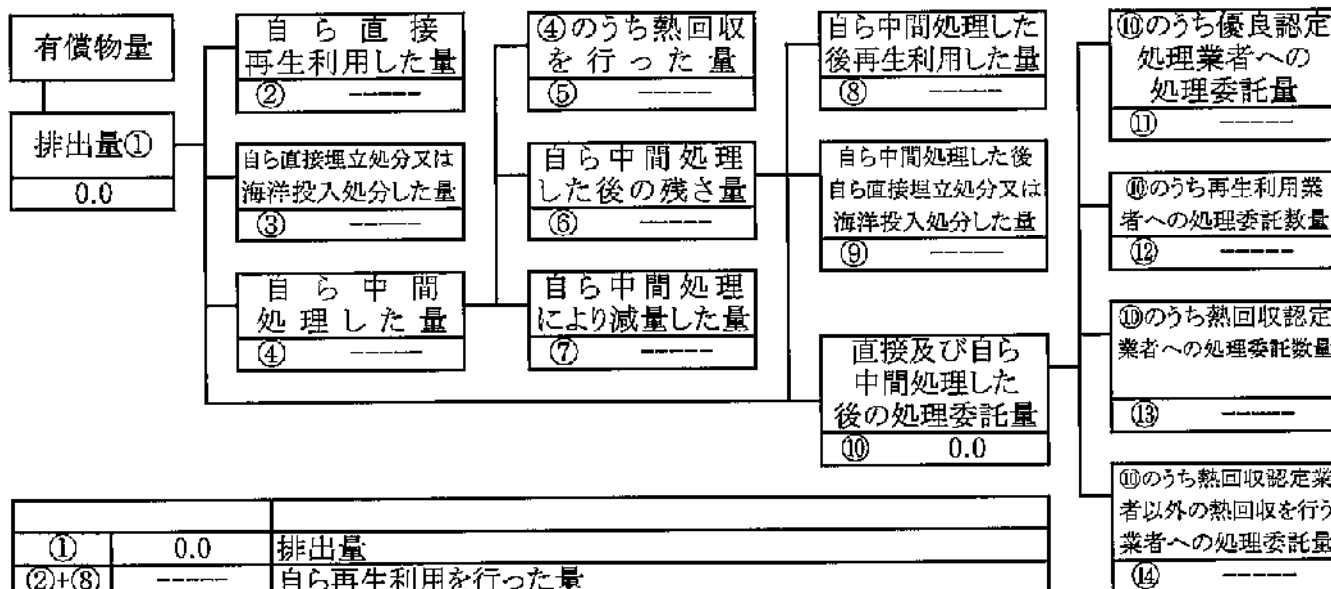 有償物量
排出量①
0.0
自ら直接
再生利用した量
② -----
自ら直接埋立処分又は
海洋投入処分した量
③ -----
自ら中間
処理した量
④ -----
④のうち熱回収
を行った量
⑤ -----
自ら中間処理
した後の残さ量
⑥ -----
自ら中間処理
により減量した量
⑦ -----
自ら中間処理した
後再生利用した量
⑧ -----
自ら中間処理した後
自ら直接埋立処分又は
海洋投入処分した量
⑨ -----
直接及び自ら
中間処理した
後の処理委託量
⑩ 0.0
⑩のうち優良認定
処理業者への
処理委託量
⑪ -----
⑩のうち再生利用業
者への処理委託数量
⑫ -----
⑩のうち熱回収認定
業者への処理委託数量
⑬ -----
⑩のうち熱回収認定業
者以外の熱回収を行う
業者への処理委託量
⑭ -----
① 0.0 排出量
②+⑧ ----- 自ら再生利用を行った量